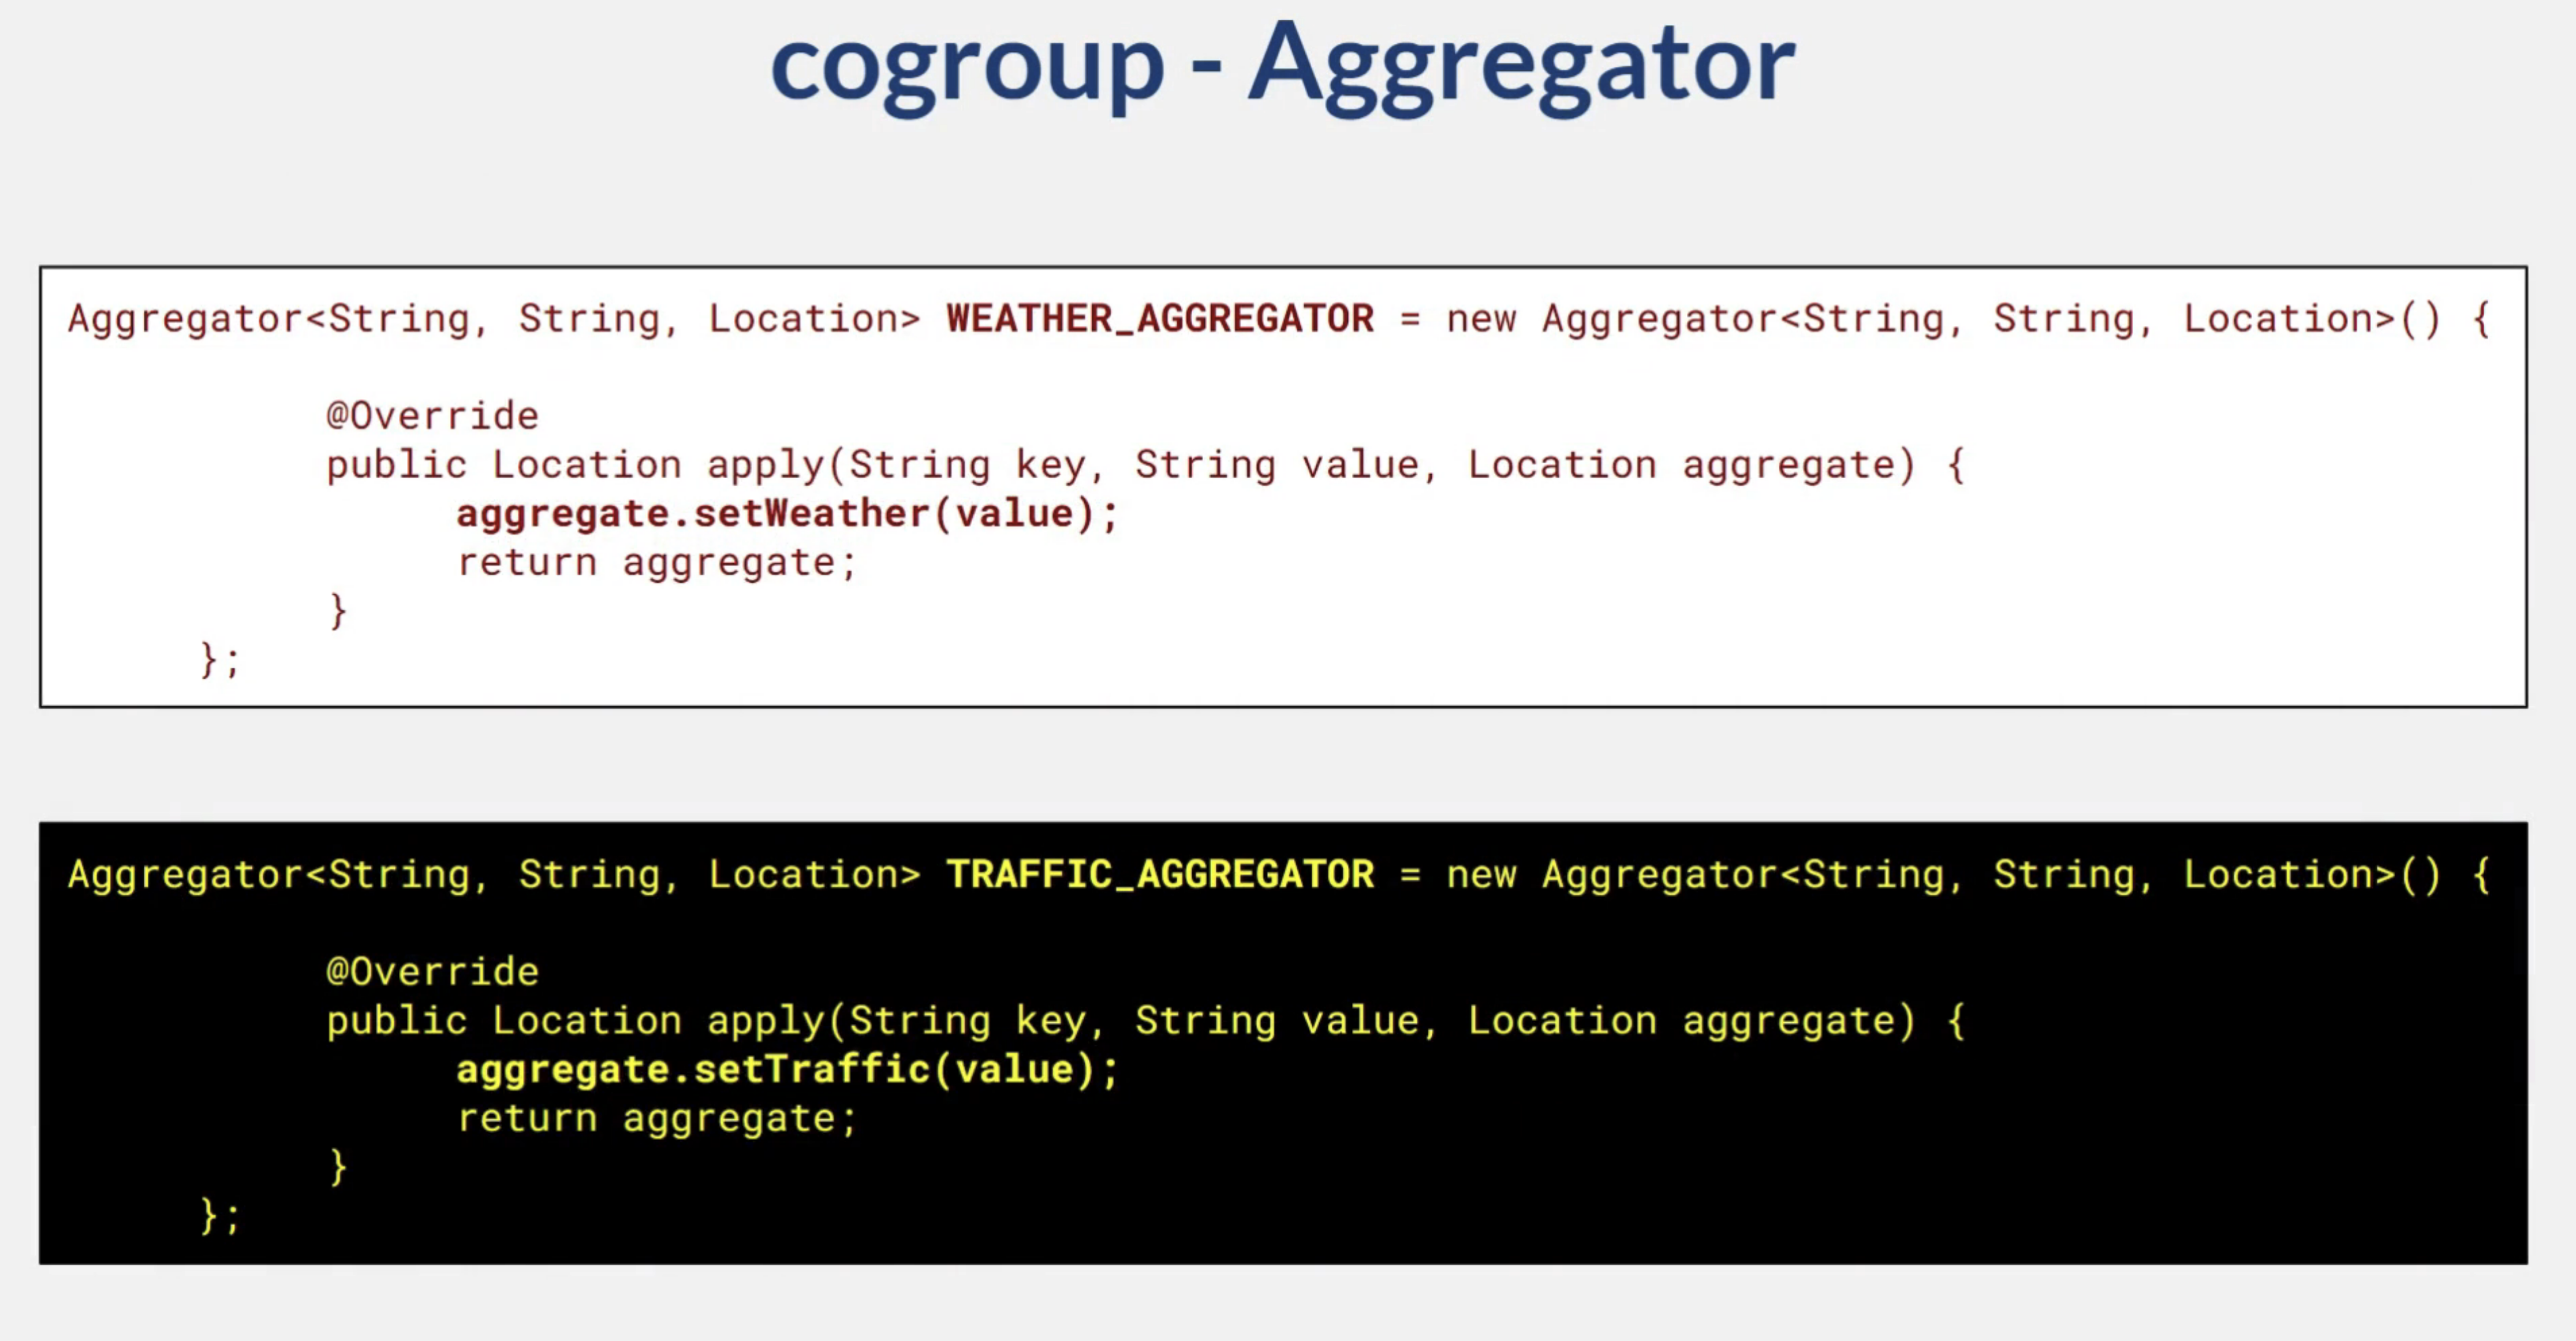 cogroup - Aggregator
Aggregator<String, String, Location> WEATHER_AGGREGATOR = new Aggregator<String, String, Location>() {
@Override
public Location apply(String key, String value, Location aggregate) {
aggregate.setWeather(value);
return aggregate;
}
};
Aggregator<String, String, Location> TRAFFIC_AGGREGATOR = new Aggregator<String, String, Location>() {
@Override
public Location apply(String key, String value, Location aggregate) {
aggregate.setTraffic(value);
return aggregate;
}
};